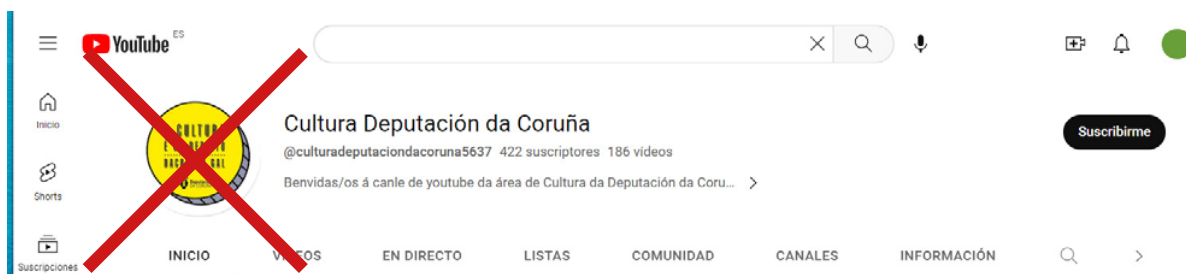 YouTube ES
Inicio
Shorts
Suscripciones
CULTURA
Cultura Deputación da Coruña
@culturadeputaciondacoruna5637 422 suscriptores 186 vídeos
Benvidas/os á canle de youtube da área de Cultura da Deputación da Coru...
Suscribirme
INICIO
EN DIRECTO
LISTAS
COMUNIDAD
CANALES
INFORMACIÓN